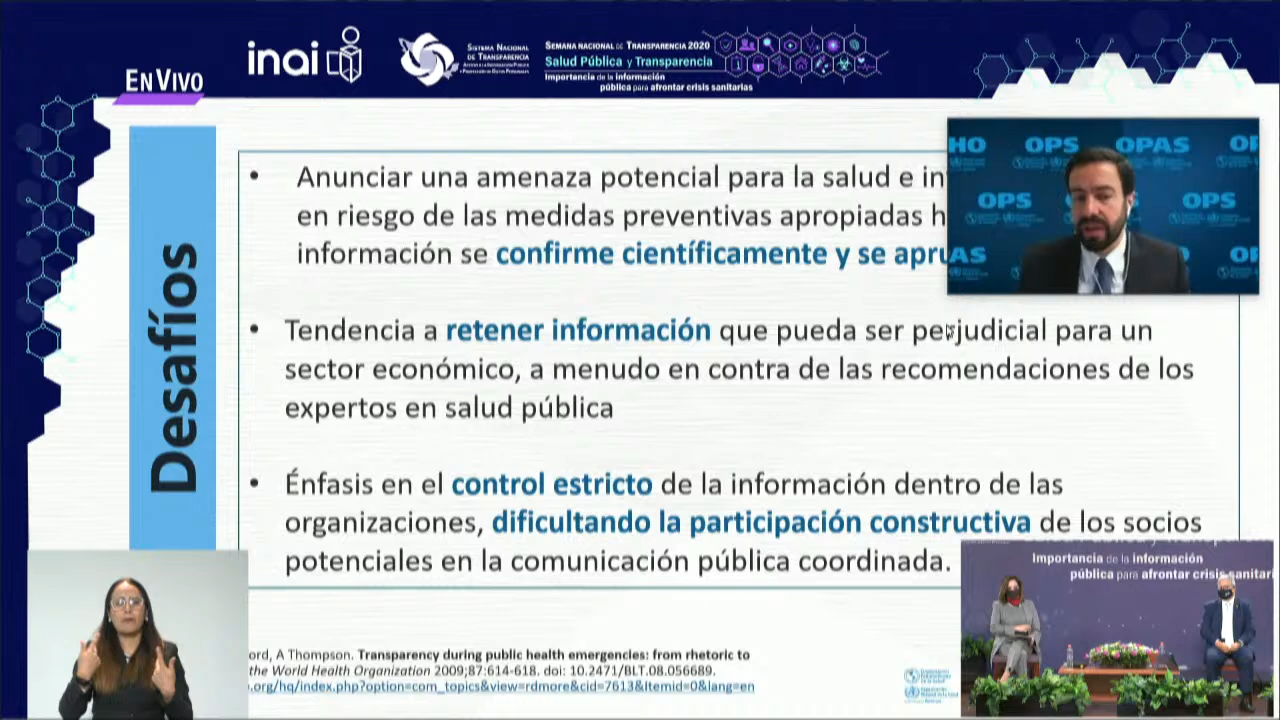 inai
SISTEMA NACIONAL
DE TRANSPARENCIA
SEMANA NACIONAL DE TRANSPARENCIA 2020
Salud Pública y Transparencia
Importancia de la información
pública para afrontar crisis sanitarias
EN VIVO
Desafíos
• Anunciar una amenaza potencial para la salud e
en riesgo de las medidas preventivas apropiadas
información se confirme científicamente y se
• Tendencia a retener información que pueda ser perjudicial para un
sector económico, a menudo en contra de las recomendaciones de los
expertos en salud pública
• Énfasis en el control estricto de la información dentro de las
organizaciones, dificultando la participación constructiva de los socios
potenciales en la comunicación pública coordinada.
HO OPS OPAS
OPS OPS
AS
Importancia de la información
pública para afrontar crisis sanitari
ord, A Thompson. Transparency during public health emergencies: from rhetoric to
the World Health Organization 2009;87:614-618. doi: 10.2471/BLT.08.056689.
.org/hq/index.php?option=com_topics&view=rdmore&cid=7613&Itemid=0&lang=en